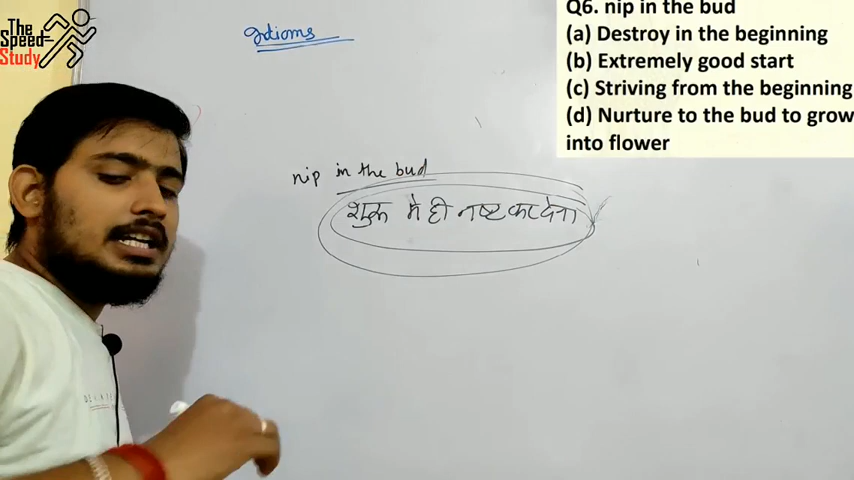 The
Speed
Study
Idioms
Q6. nip in the bud
(a) Destroy in the beginning
(b) Extremely good start
(c) Striving from the beginning
(d) Nurture to the bud to grow
into flower
nip in the bud
शुरू में ही नष्ट कर देना